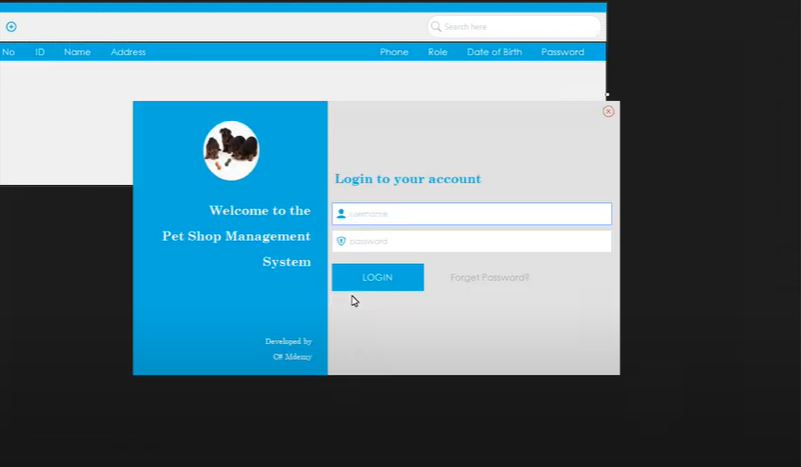 Search here
No ID Name Address Phone Role Date of Birth Password
Login to your account
username
password
LOGIN Forget Password?
Welcome to the
Pet Shop Management
System
Developed by
C# Mdemy